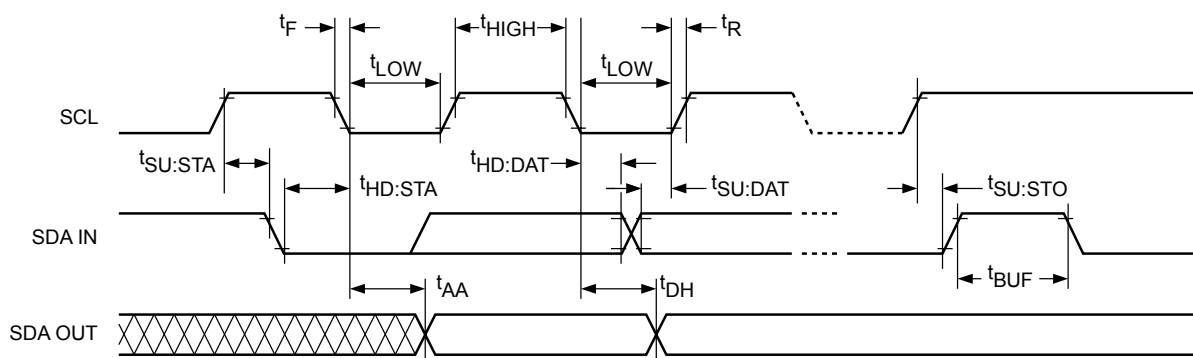 tF
tHIGH
tR
tLOW
tLOW
SCL
tSU:STA
tHD:STA
tHD:DAT
tSU:DAT
tSU:STO
SDA IN
tBUF
tAA
tDH
SDA OUT